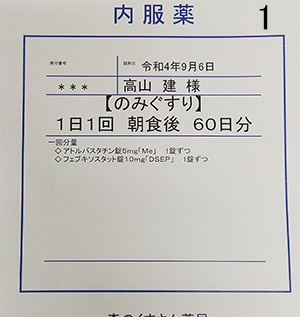 内服薬 1
受付番号 調剤日 令和4年9月6日
*** 高山 建 様
【のみぐすり】
1日1回 朝食後 60日分
一回分量
◇アトルバスタチン錠5mg「Me」 1錠ずつ
◇フェブキソスタット錠10mg「DSEP」 1錠ずつ